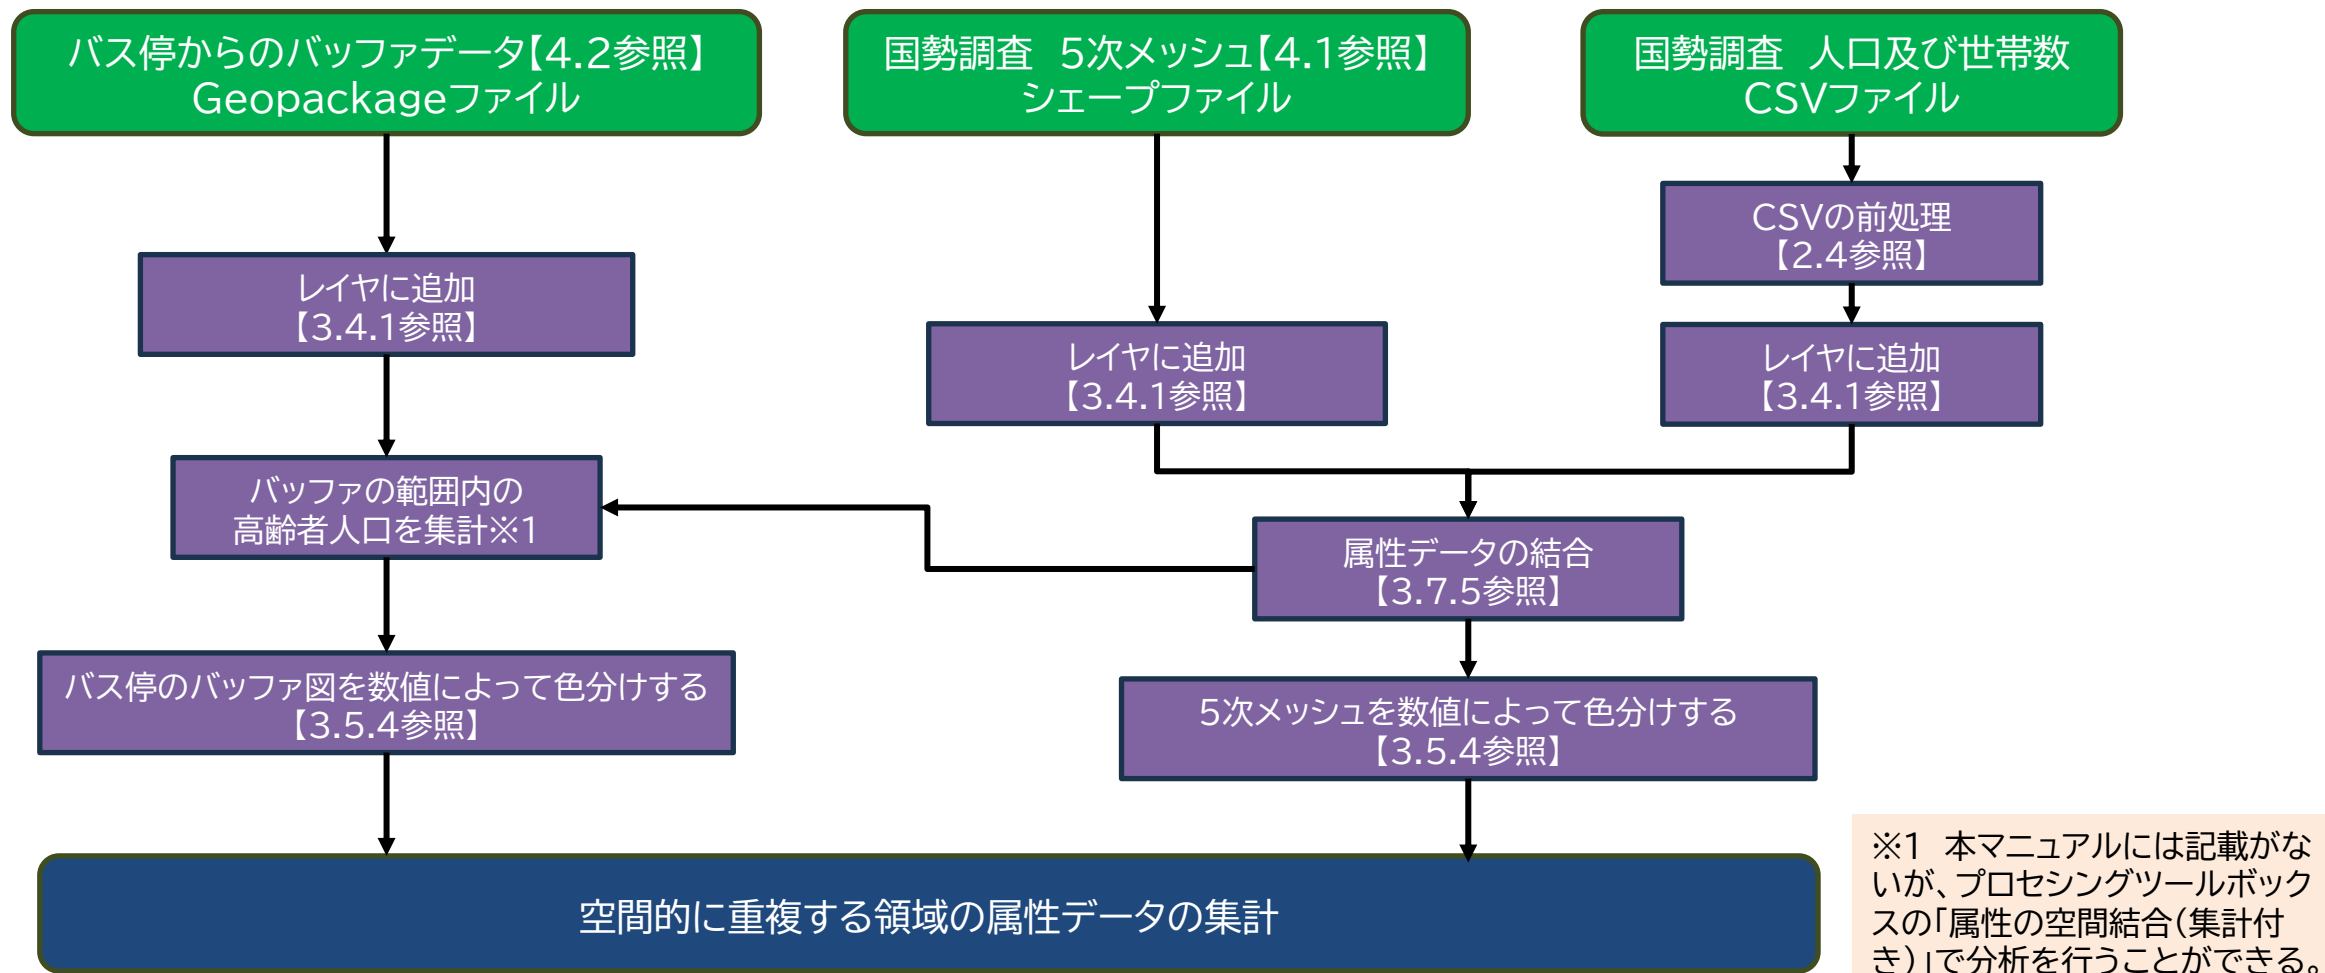 バス停からのバッファデータ【4.2参照】
Geopackageファイル
国勢調査　5次メッシュ【4.1参照】
シェープファイル
国勢調査　人口及び世帯数
CSVファイル
CSVの前処理
【2.4参照】
レイヤに追加
【3.4.1参照】
レイヤに追加
【3.4.1参照】
レイヤに追加
【3.4.1参照】
バッファの範囲内の
高齢者人口を集計※1
属性データの結合
【3.7.5参照】
バス停のバッファ図を数値によって色分けする
【3.5.4参照】
5次メッシュを数値によって色分けする
【3.5.4参照】
空間的に重複する領域の属性データの集計
※1　本マニュアルには記載がな
いが、プロセシングツールボック
スの「属性の空間結合（集計付
き）」で分析を行うことができる。